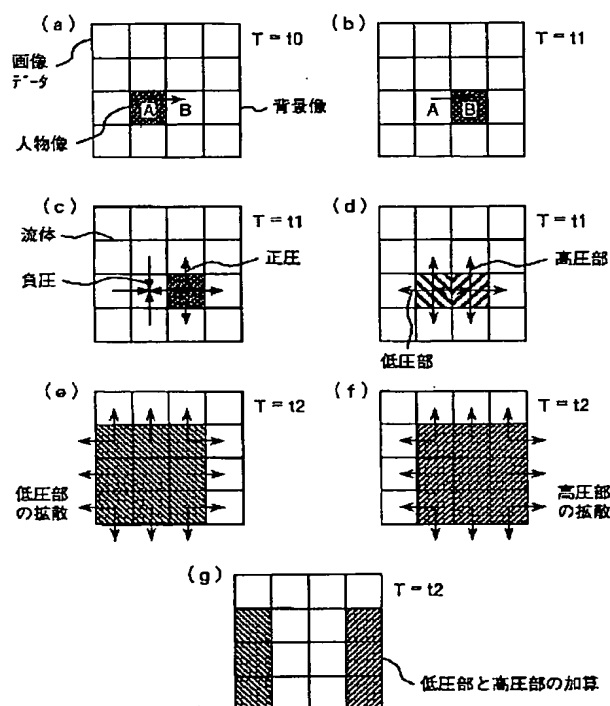 (a)
T = t0
画像
データ
A
B
人物像
背景像
(b)
T = t1
A
B
(c)
T = t1
流体
負圧
正圧
(d)
T = t1
高圧部
低圧部
(e)
T = t2
低圧部
の拡散
(f)
T = t2
高圧部
の拡散
(g)
T = t2
低圧部と高圧部の加算